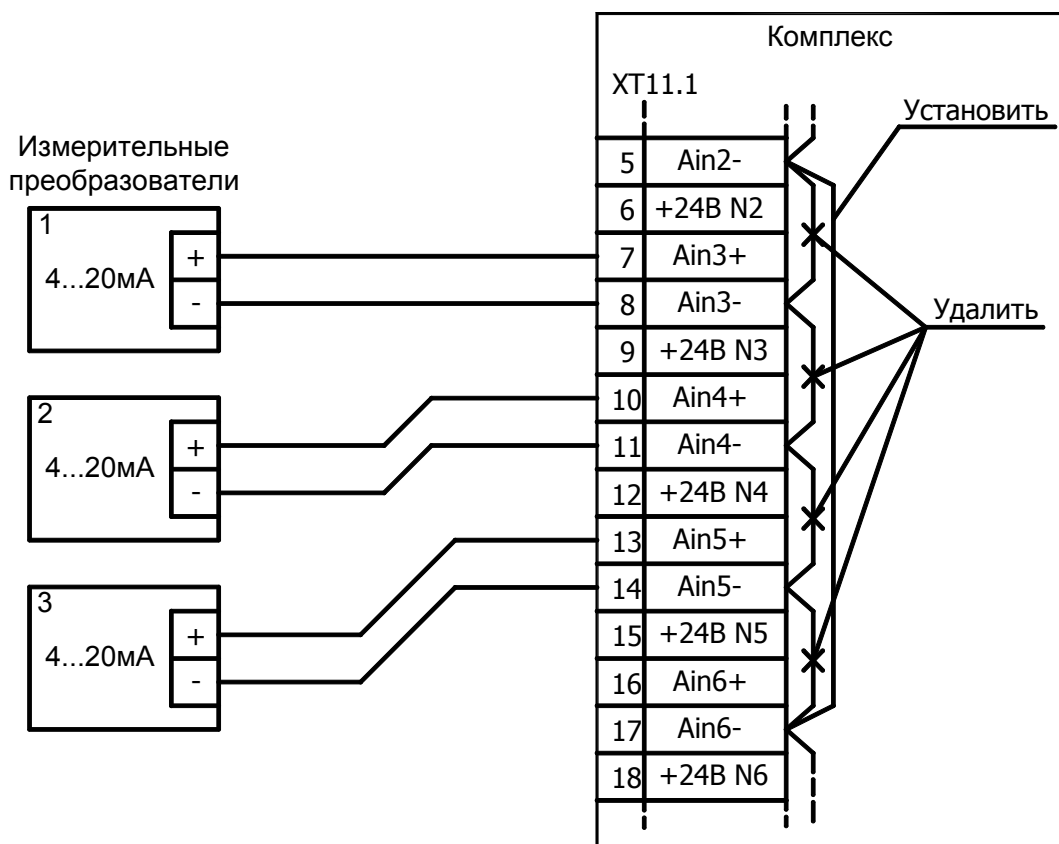 Комплекс
XT11.1
Установить
Измерительные
преобразователи
5 Ain2-
6 +24В N2
7 Ain3+
8 Ain3-
9 +24В N3
10 Ain4+
11 Ain4-
12 +24В N4
13 Ain5+
14 Ain5-
15 +24В N5
16 Ain6+
17 Ain6-
18 +24В N6
Удалить
1
4...20мА
+
-
2
4...20мА
+
-
3
4...20мА
+
-